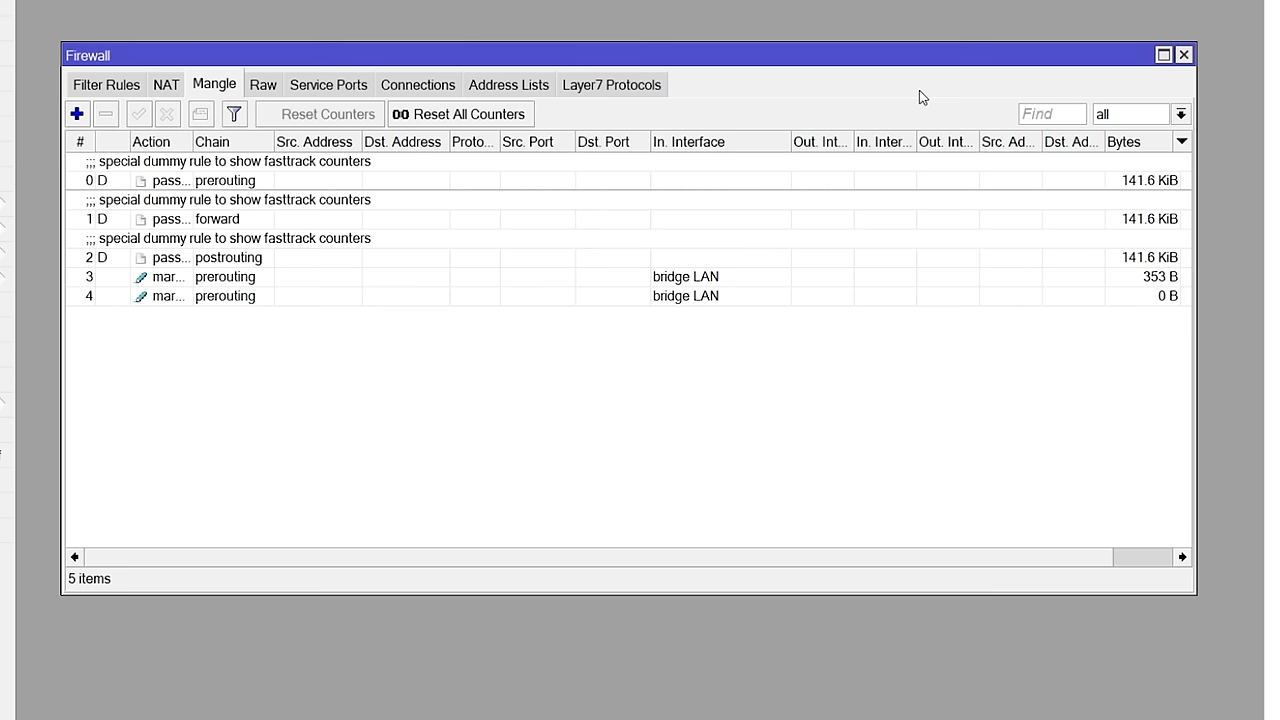 Firewall
Filter Rules NAT Mangle Raw Service Ports Connections Address Lists Layer7 Protocols
Reset Counters 00 Reset All Counters Find all
# Action Chain Src. Address Dst. Address Proto... Src. Port Dst. Port In. Interface Out. Int... In. Inter... Out. Int... Src. Ad... Dst. Ad... Bytes
;;; special dummy rule to show fasttrack counters
0 D pass... prerouting 141.6 KiB
;;; special dummy rule to show fasttrack counters
1 D pass... forward 141.6 KiB
;;; special dummy rule to show fasttrack counters
2 D pass... postrouting 141.6 KiB
3 mar... prerouting bridge LAN 353 B
4 mar... prerouting bridge LAN 0 B
5 items